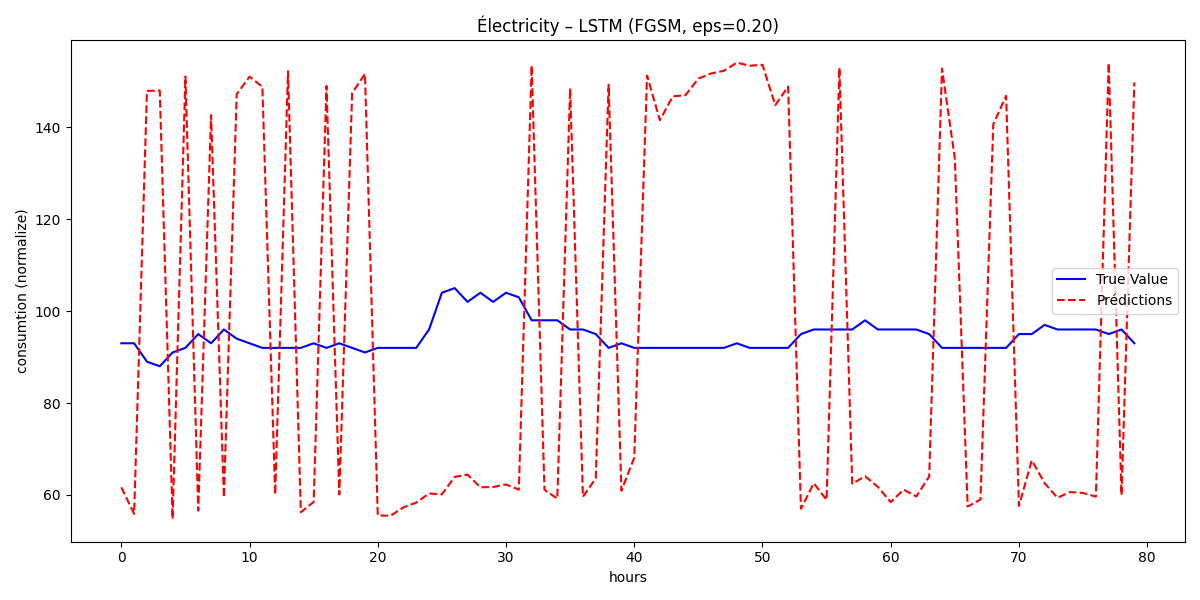 Électricity – LSTM (FGSM, eps=0.20)
consumtion (normalize)
140
120
100
80
60
True Value
Prédictions
0 10 20 30 40 50 60 70 80
hours